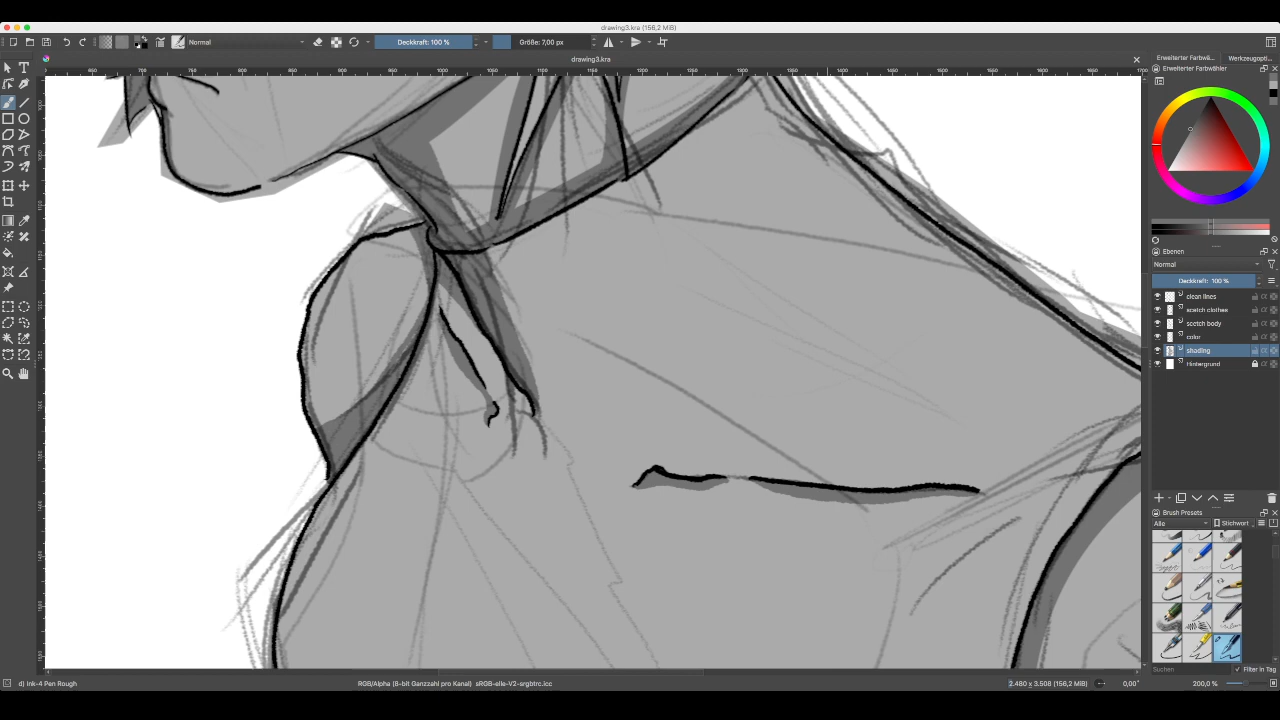 drawing3.kra (156,2 MiB)
Normal
Deckkraft: 100 %
Größe: 7,00 px
drawing3.kra
Erweiterter Farbwä...
Werkzeugopti...
Erweiterter Farbwähler
Ebenen
Normal
Deckkraft: 100 %
clean lines
scetch clothes
scetch body
color
shading
Hintergrund
Brush Presets
Alle
Stichwort
Suchen
Filter in Tag
d) Ink-4 Pen Rough
RGB/Alpha (8-bit Ganzzahl pro Kanal) sRGB-elle-V2-srgbtrc.icc
2.480 x 3.508 (156,2 MiB)
0,00°
200,0 %